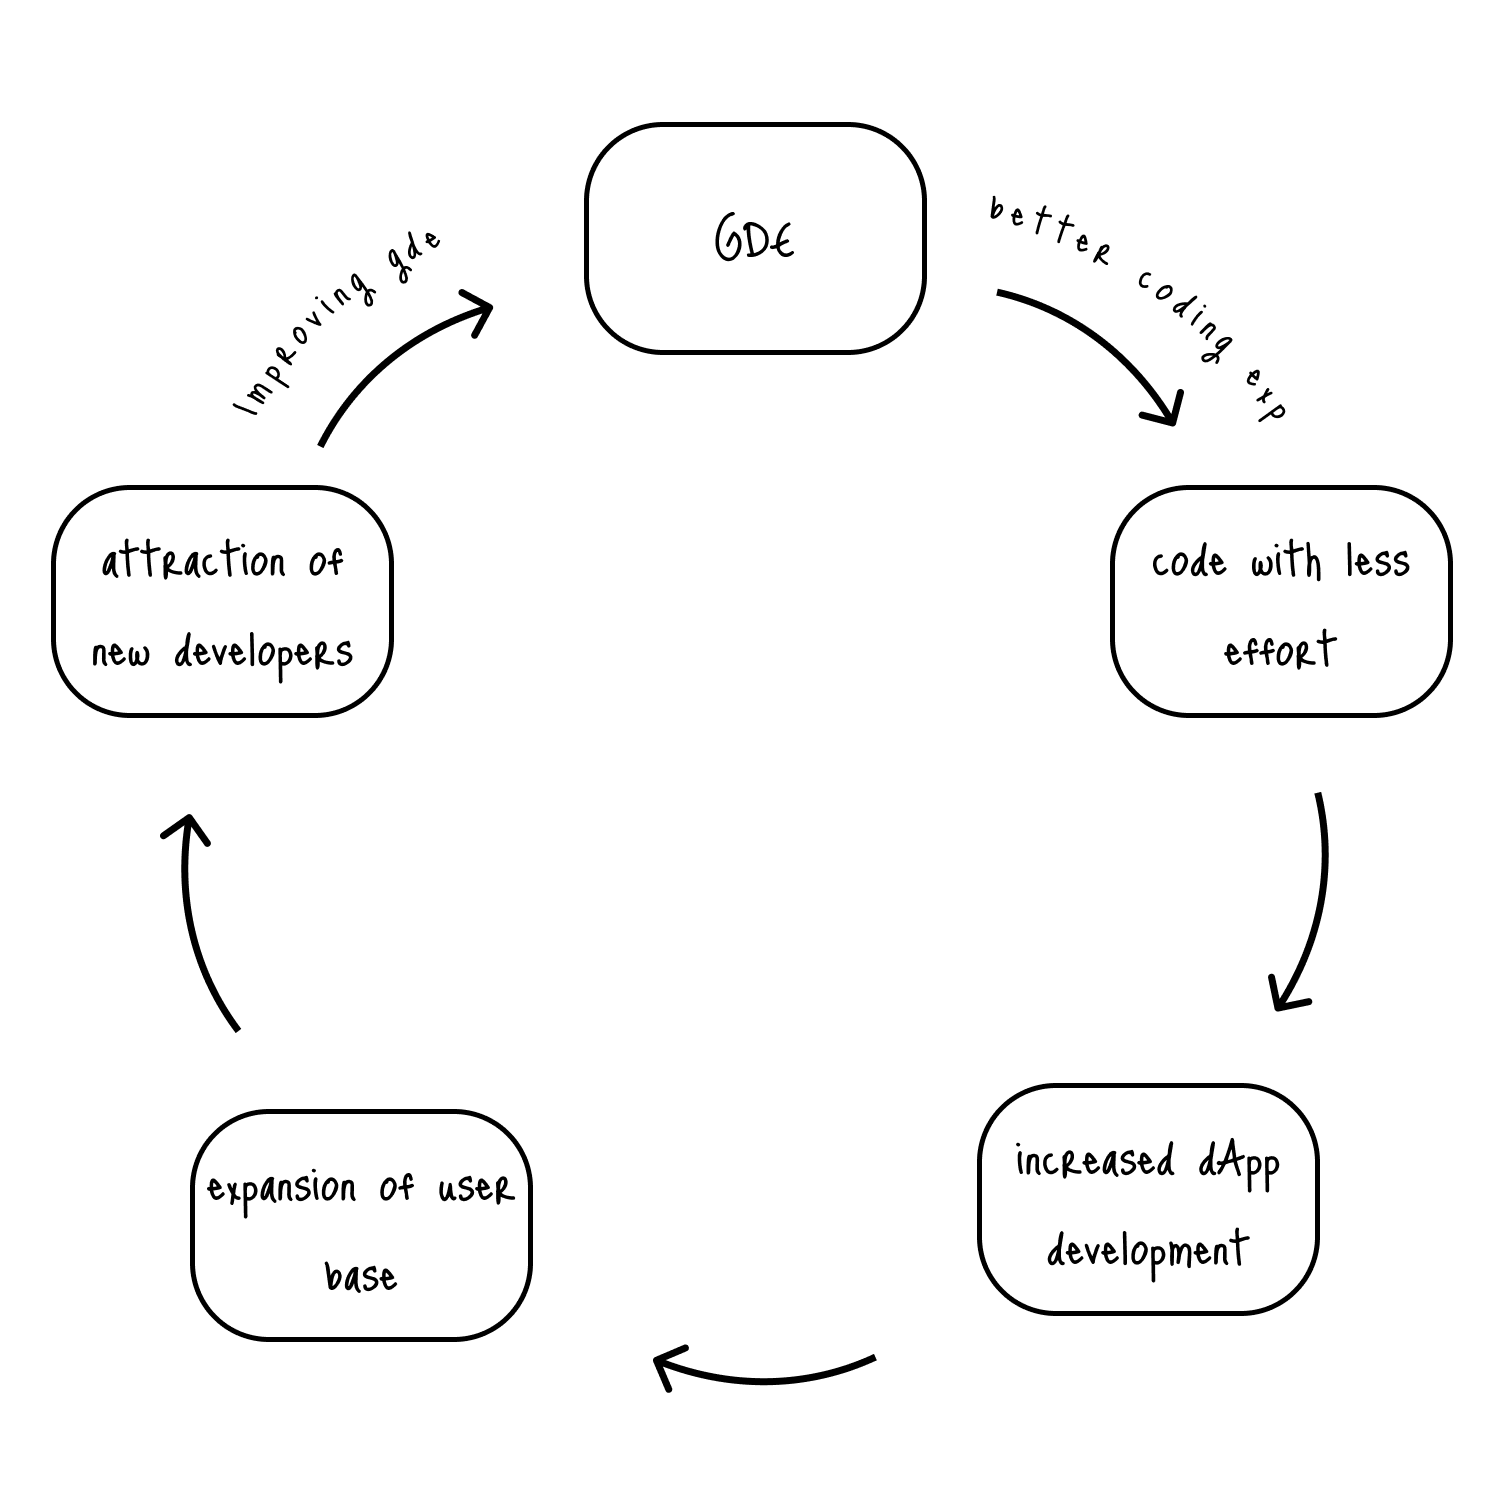 GDE
better coding exp
code with less
effort
increased dApp
development
expansion of user
base
attraction of
new developers
Improving gde